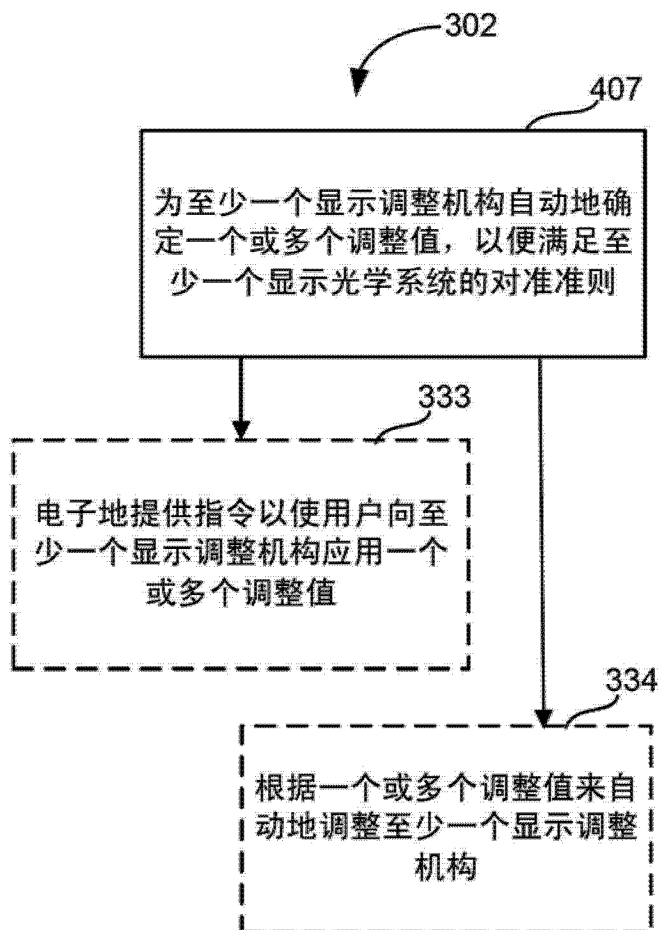 302
407
为至少一个显示调整机构自动地确
定一个或多个调整值，以便满足至
少一个显示光学系统的对准准则
333
电子地提供指令以使用户向至
少一个显示调整机构应用一个
或多个调整值
334
根据一个或多个调整值来自
动地调整至少一个显示调整
机构